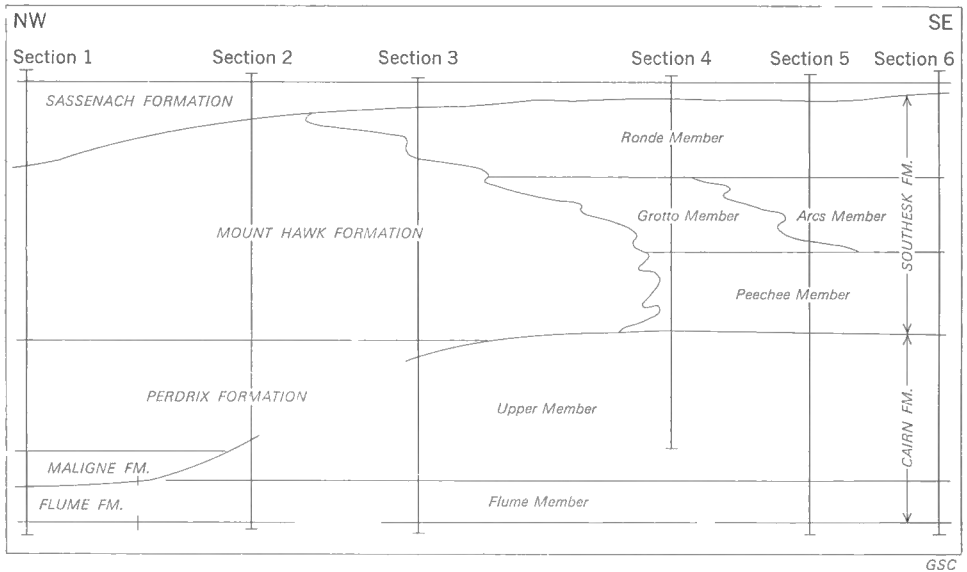 NW
SE
Section 1
Section 2
Section 3
Section 4
Section 5
Section 6
SASSENACH FORMATION
Ronde Member
SOUTHESK FM.
Grotto Member
Arcs Member
MOUNT HAWK FORMATION
Peechee Member
PERDRIX FORMATION
Upper Member
CAIRN FM.
MALIGNE FM.
FLUME FM.
Flume Member
GSC